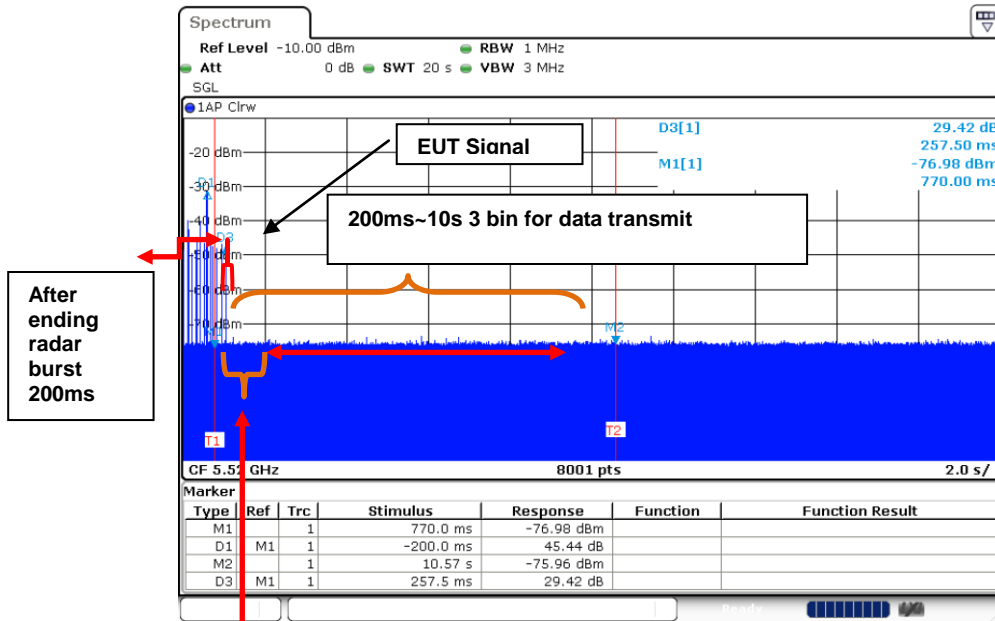 Spectrum
Ref Level -10.00 dBm RBW 1 MHz
Att 0 dB SWT 20 s VBW 3 MHz
SGL
1AP Clrw
D3[1] 29.42 dB
257.50 ms
M1[1] -76.98 dBm
770.00 ms
EUT Signal
-20 dBm
-30 dBm
D1
200ms~10s 3 bin for data transmit
-40 dBm
D3
-50 dBm
-60 dBm
-70 dBm
M2
After
ending
radar
burst
200ms
T1
T2
CF 5.52 GHz 8001 pts 2.0 s/
Marker
Type Ref Trc Stimulus Response Function Function Result
M1 1 770.0 ms -76.98 dBm
D1 M1 1 -200.0 ms 45.44 dB
M2 1 10.57 s -75.96 dBm
D3 M1 1 257.5 ms 29.42 dB
Ready